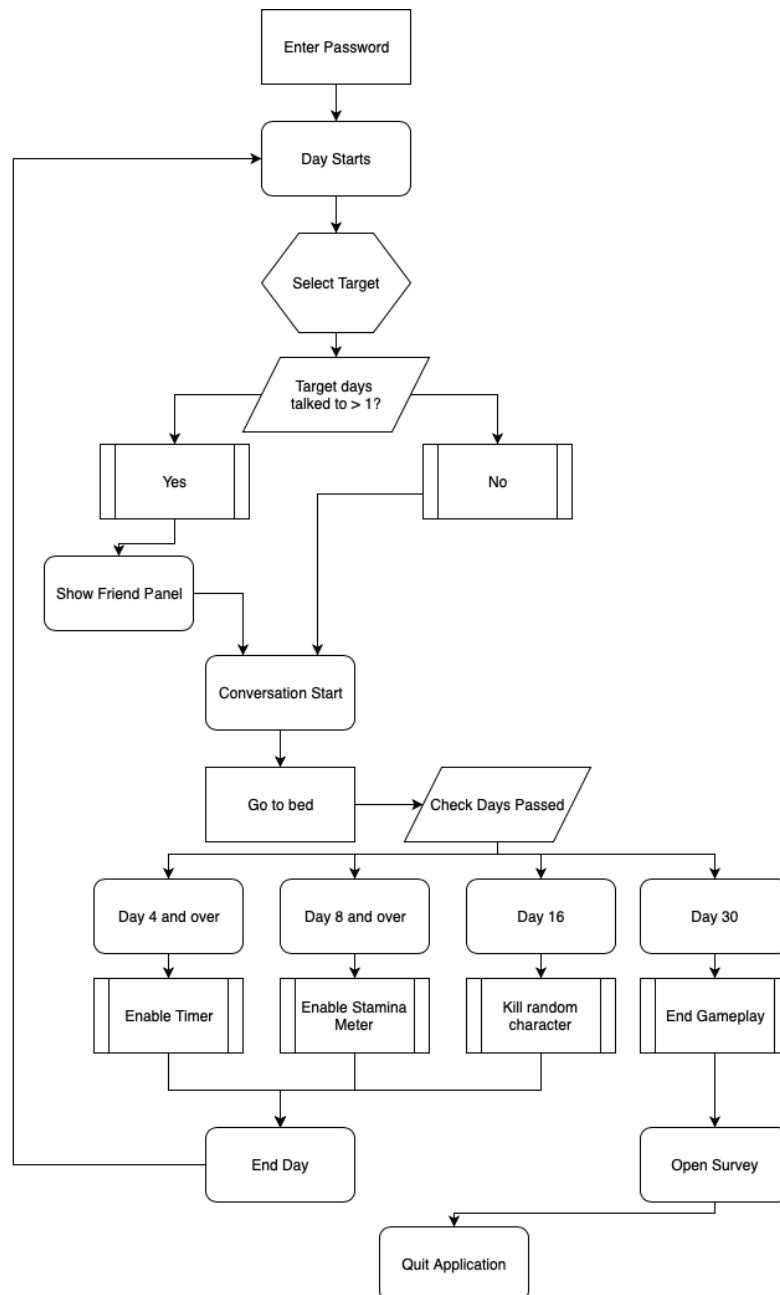 Enter Password
Day Starts
Select Target
Target days
talked to > 1?
Yes
No
Show Friend Panel
Conversation Start
Go to bed
Check Days Passed
Day 4 and over
Day 8 and over
Day 16
Day 30
Enable Timer
Enable Stamina
Meter
Kill random
character
End Gameplay
End Day
Open Survey
Quit Application